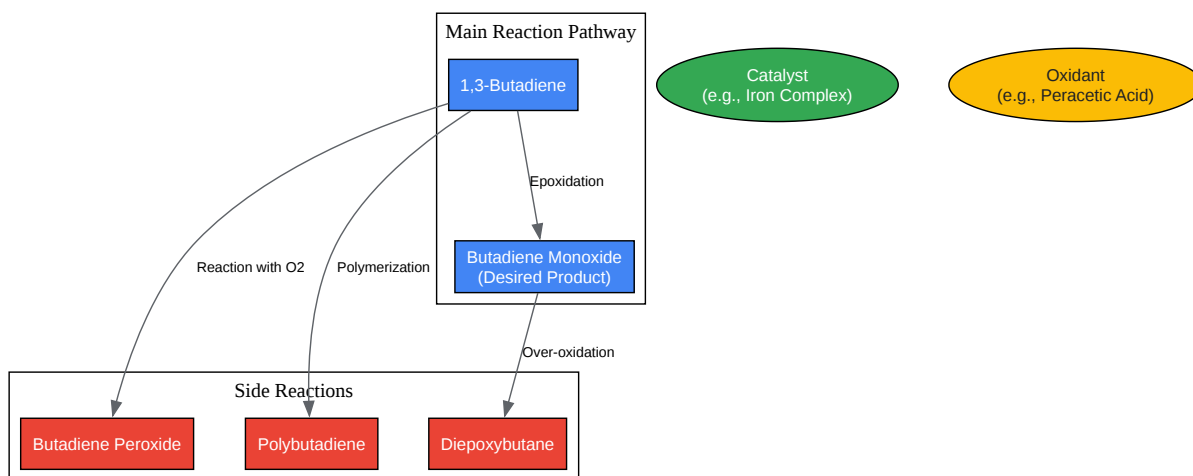 Main Reaction Pathway
1,3-Butadiene
Catalyst
(e.g., Iron Complex)
Oxidant
(e.g., Peracetic Acid)
Epoxidation
Butadiene Monoxide
(Desired Product)
Reaction with O2
Polymerization
Over-oxidation
Side Reactions
Butadiene Peroxide
Polybutadiene
Diepoxybutane